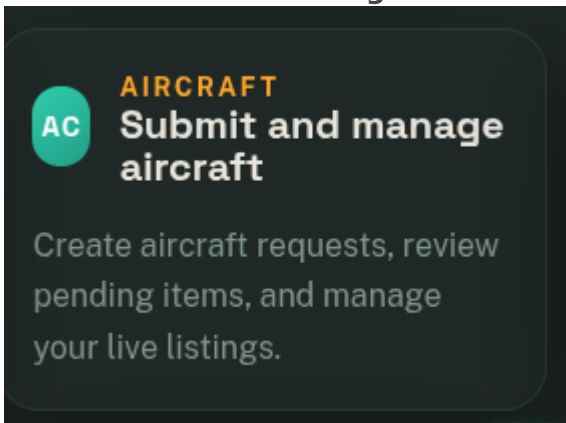 AIRCRAFT
AC
Submit and manage
aircraft
Create aircraft requests, review
pending items, and manage
your live listings.